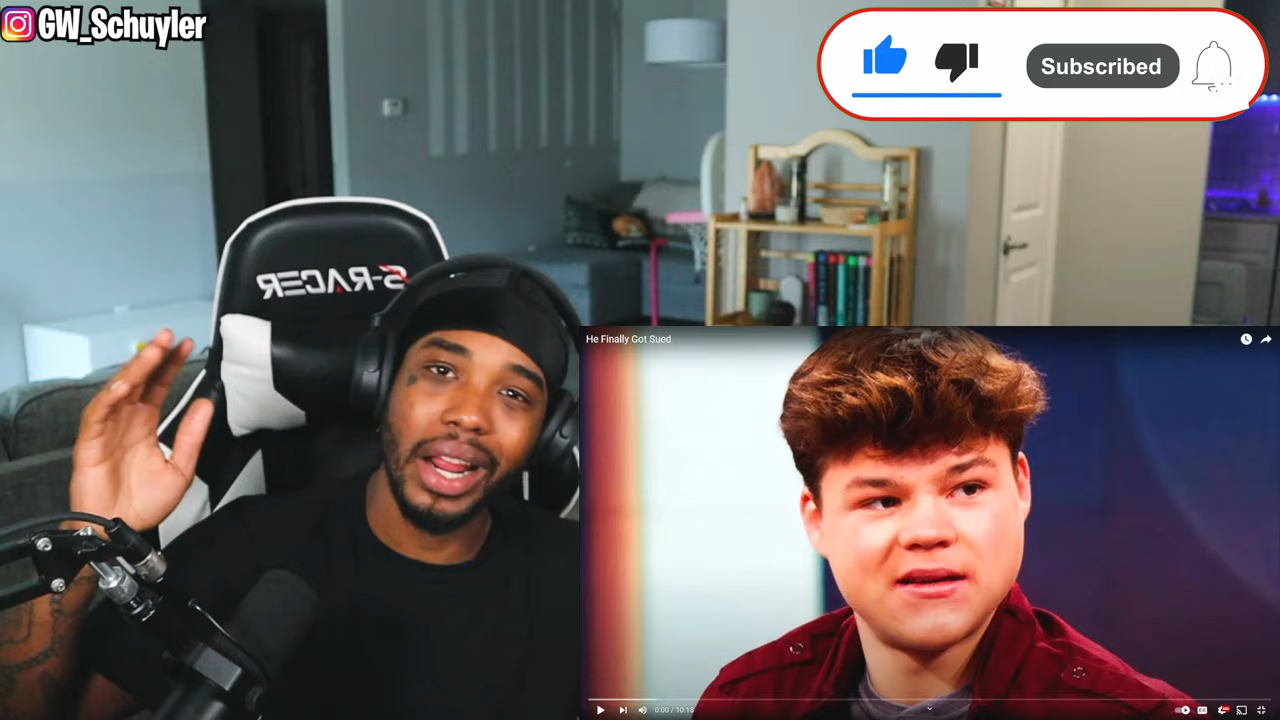 GW_Schuyler
Subscribed
S-RACER
He Finally Got Sued
0:00 / 10:18